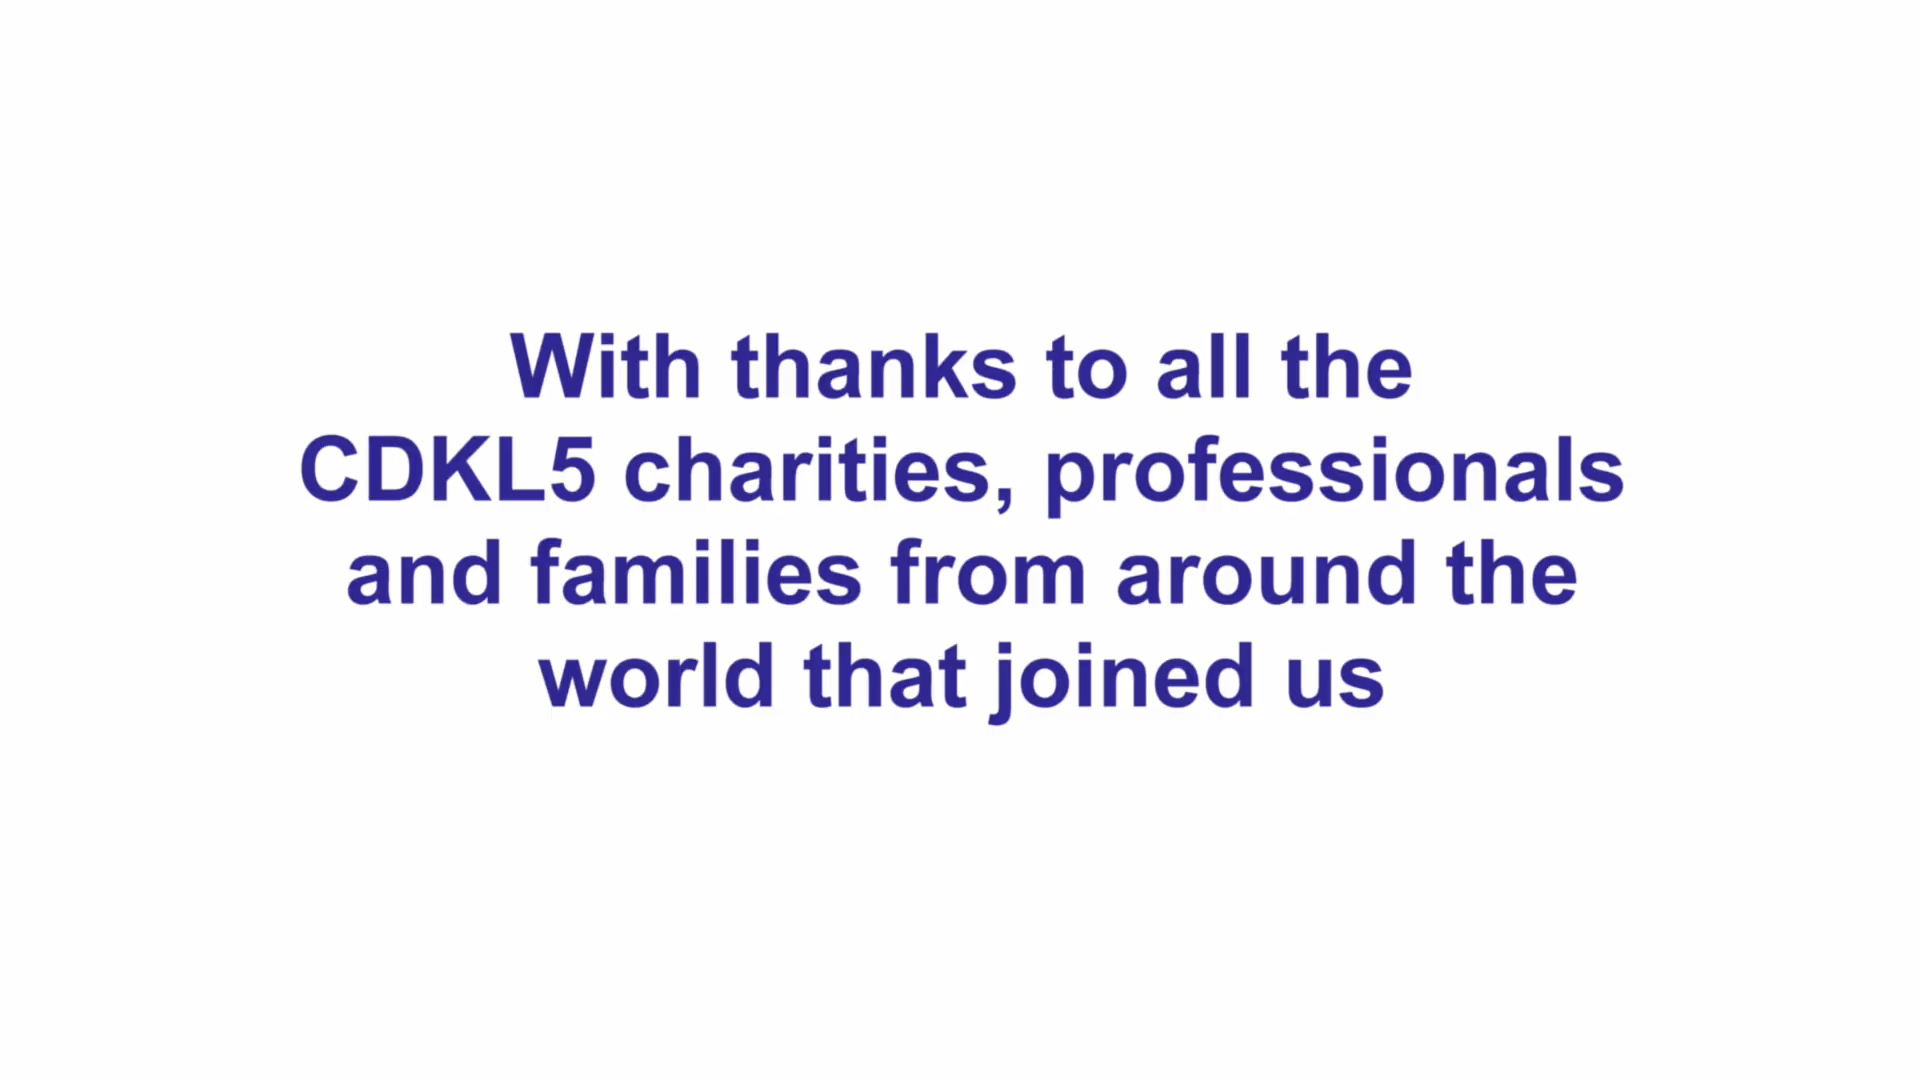 With thanks to all the
CDKL5 charities, professionals
and families from around the
world that joined us